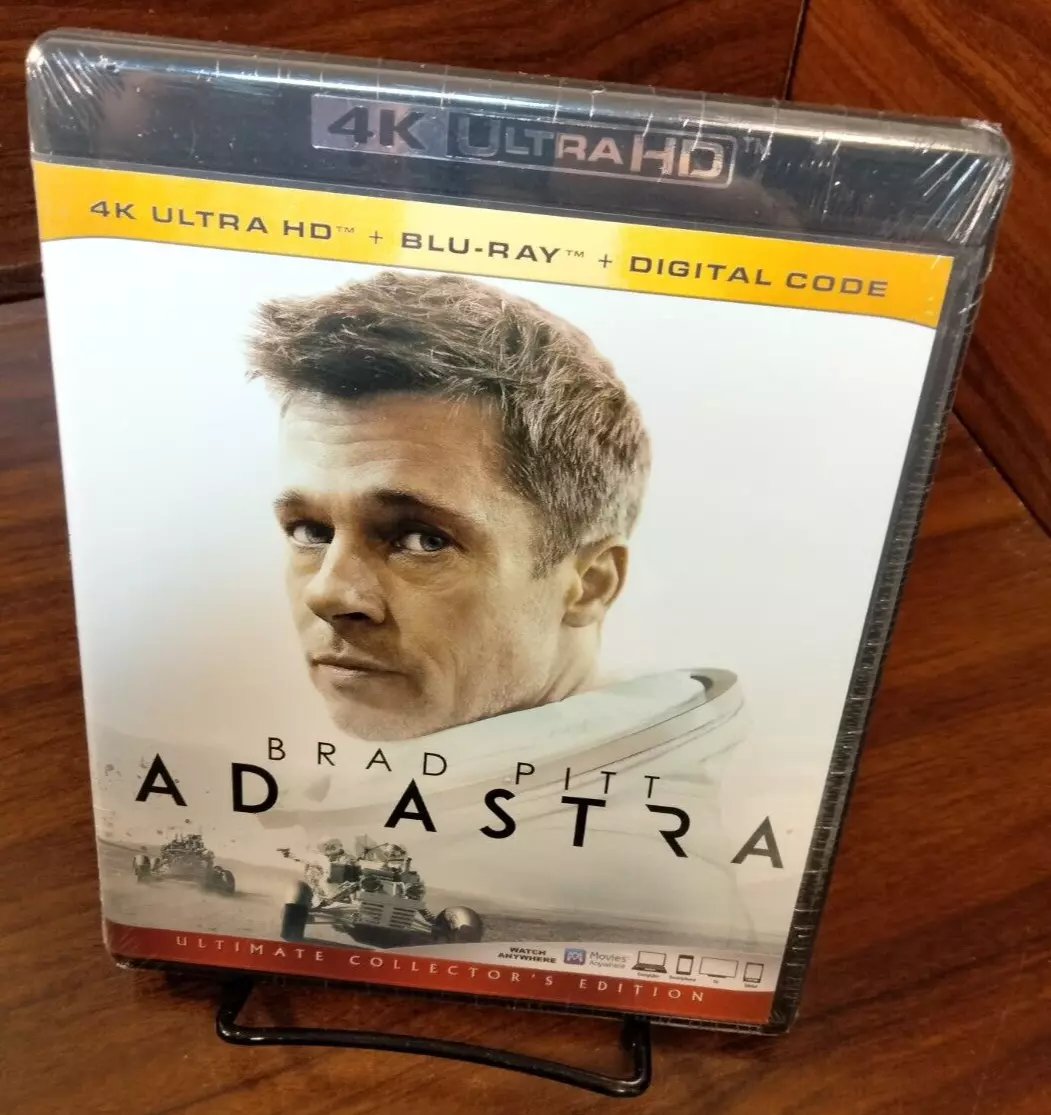 4K ULTRA HD™
4K ULTRA HD™ + BLU-RAY™ + DIGITAL CODE
BRAD PITT
AD ASTRA
WATCH
ANYWHERE
Movies
Anywhere
ULTIMATE COLLECTOR'S EDITION